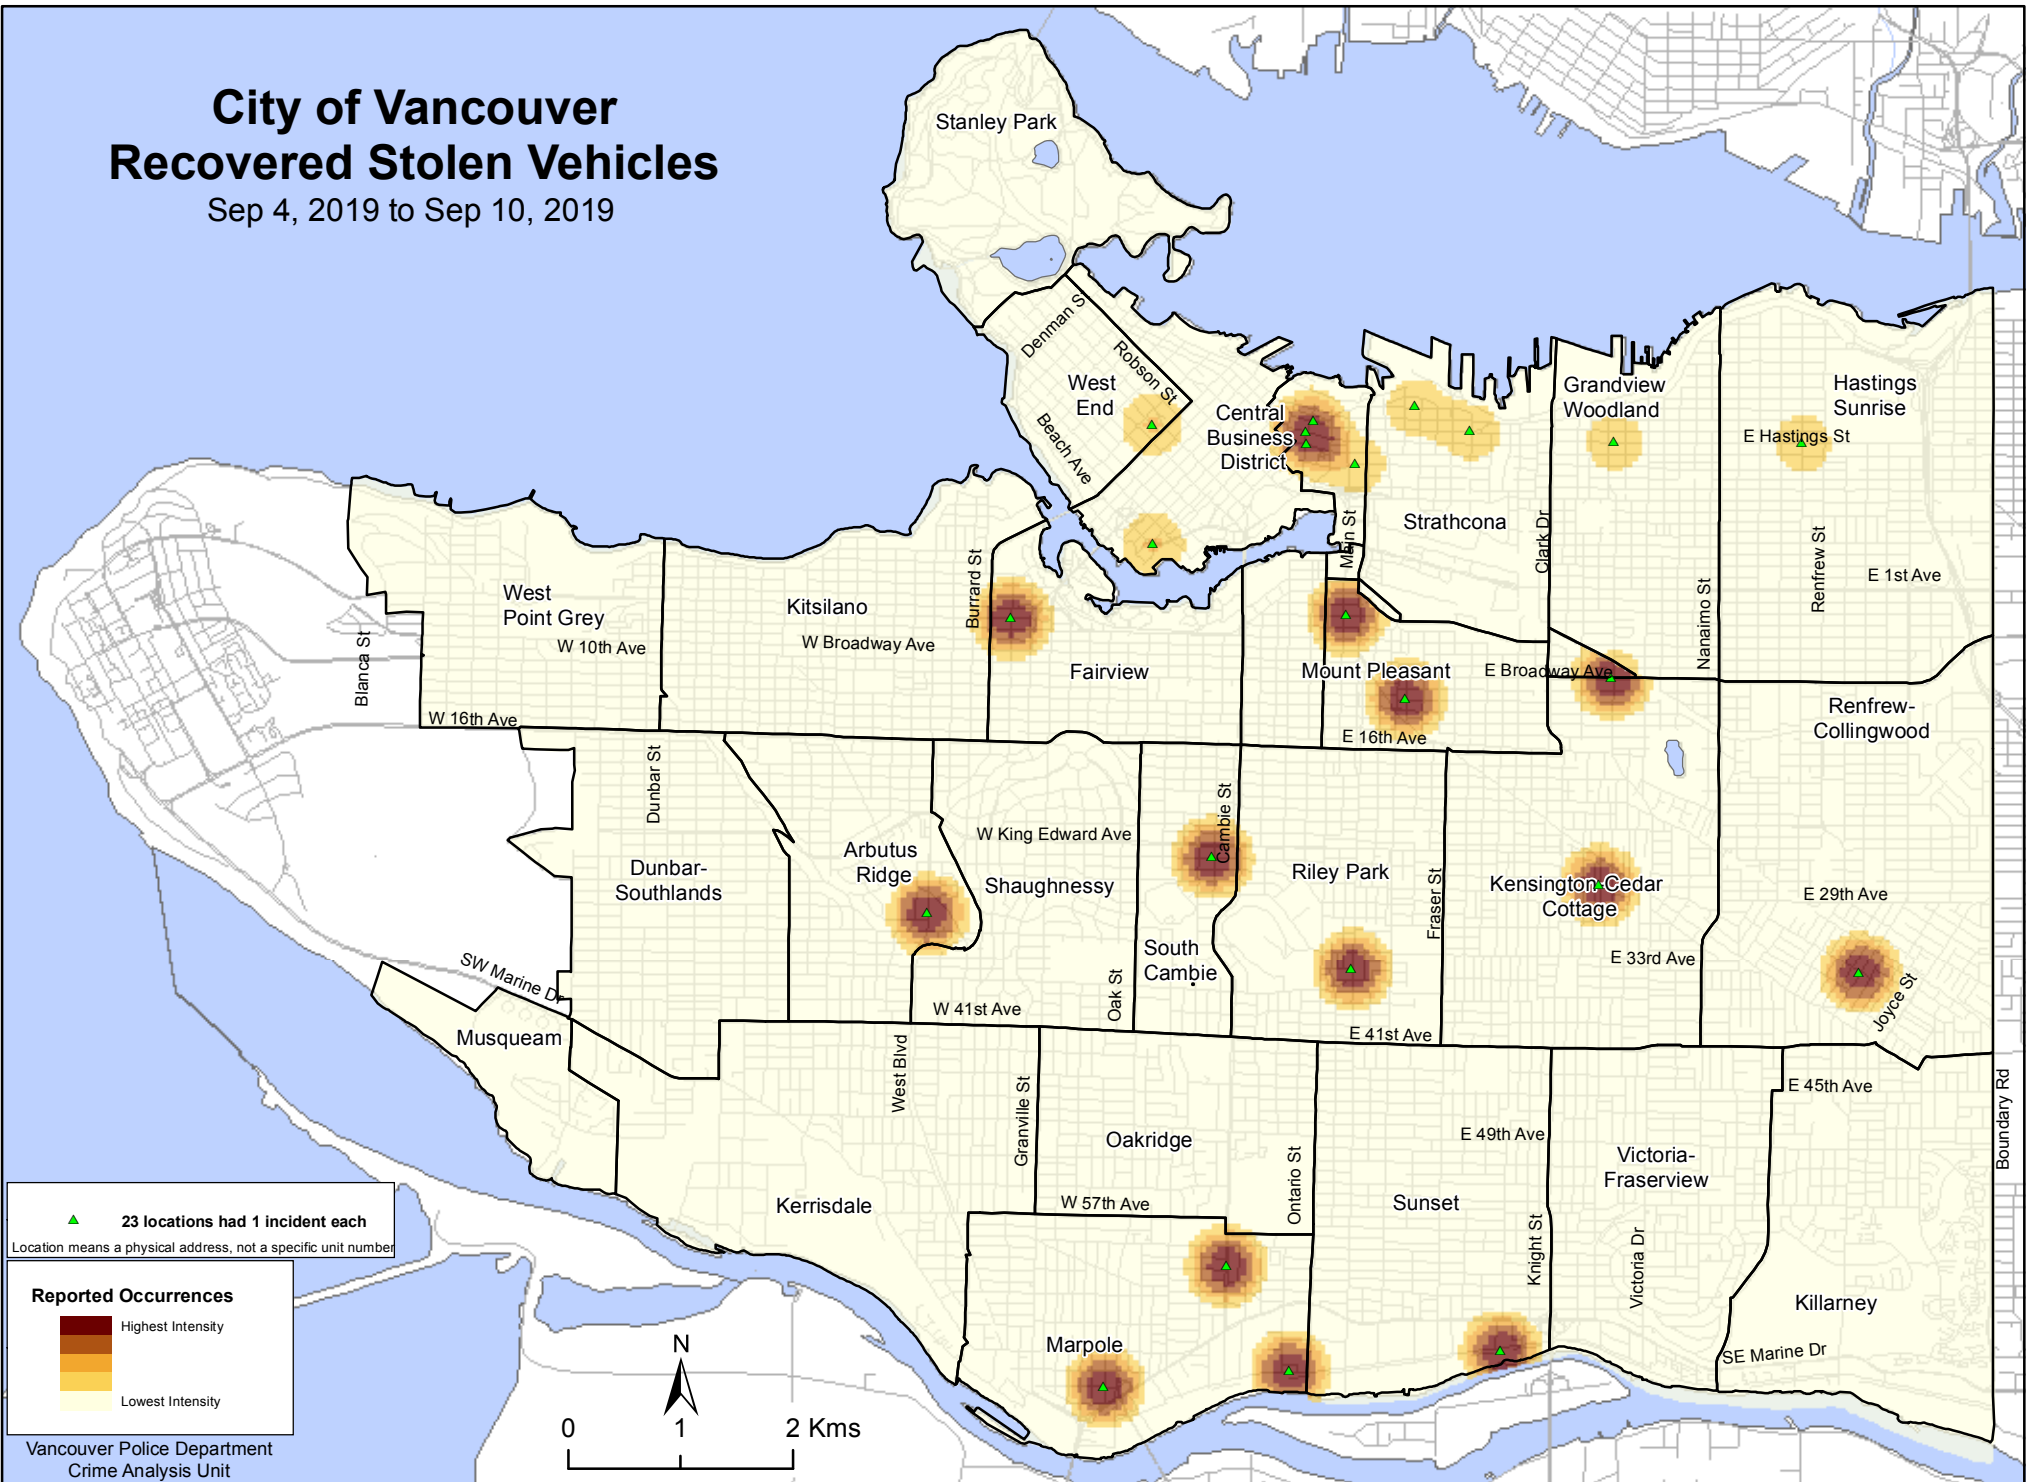 City of Vancouver
Recovered Stolen Vehicles
Sep 4, 2019 to Sep 10, 2019
Stanley Park
Denman S
Robson St
West
End
Beach Ave
Central
Business
District
Grandview
Woodland
Hastings
Sunrise
E Hastings St
Strathcona
Main St
Clark Dr
Nanaimo St
Renfrew St
E 1st Ave
West
Point Grey
W 10th Ave
Blanca St
W 16th Ave
Kitsilano
W Broadway Ave
Burrard St
Fairview
Mount Pleasant
E Broadway Ave
E 16th Ave
Renfrew-
Collingwood
Dunbar St
Dunbar-
Southlands
Arbutus
Ridge
W King Edward Ave
Shaughnessy
Cambie St
Riley Park
Fraser St
Kensington-Cedar
Cottage
E 29th Ave
South
Cambie
Oak St
E 33rd Ave
Joyce St
SW Marine Dr
W 41st Ave
E 41st Ave
Musqueam
West Blvd
Granville St
E 45th Ave
Boundary Rd
Oakridge
E 49th Ave
Victoria-
Fraserview
Kerrisdale
W 57th Ave
Ontario St
Sunset
Knight St
Victoria Dr
Killarney
Marpole
SE Marine Dr
23 locations had 1 incident each
Location means a physical address, not a specific unit number
Reported Occurrences
Highest Intensity
Lowest Intensity
Vancouver Police Department
Crime Analysis Unit
N
0 1 2 Kms